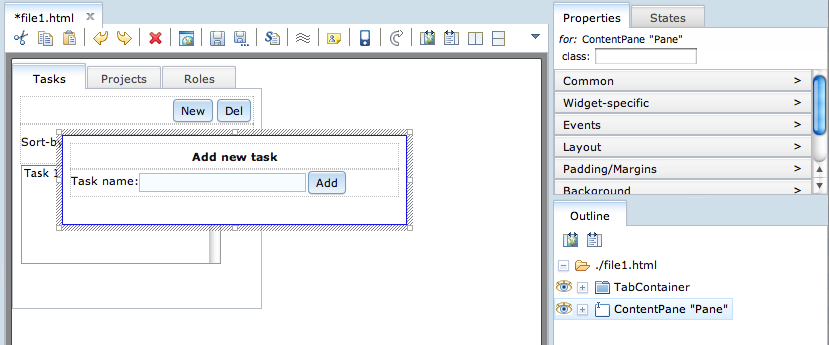 *file1.html X
Properties States
for: ContentPane "Pane"
class:
Common >
Widget-specific >
Events >
Layout >
Padding/Margins >
Background
Tasks Projects Roles
New Del
Sort-by
Task 1
Add new task
Task name: Add
Outline
./file1.html
TabContainer
ContentPane "Pane"